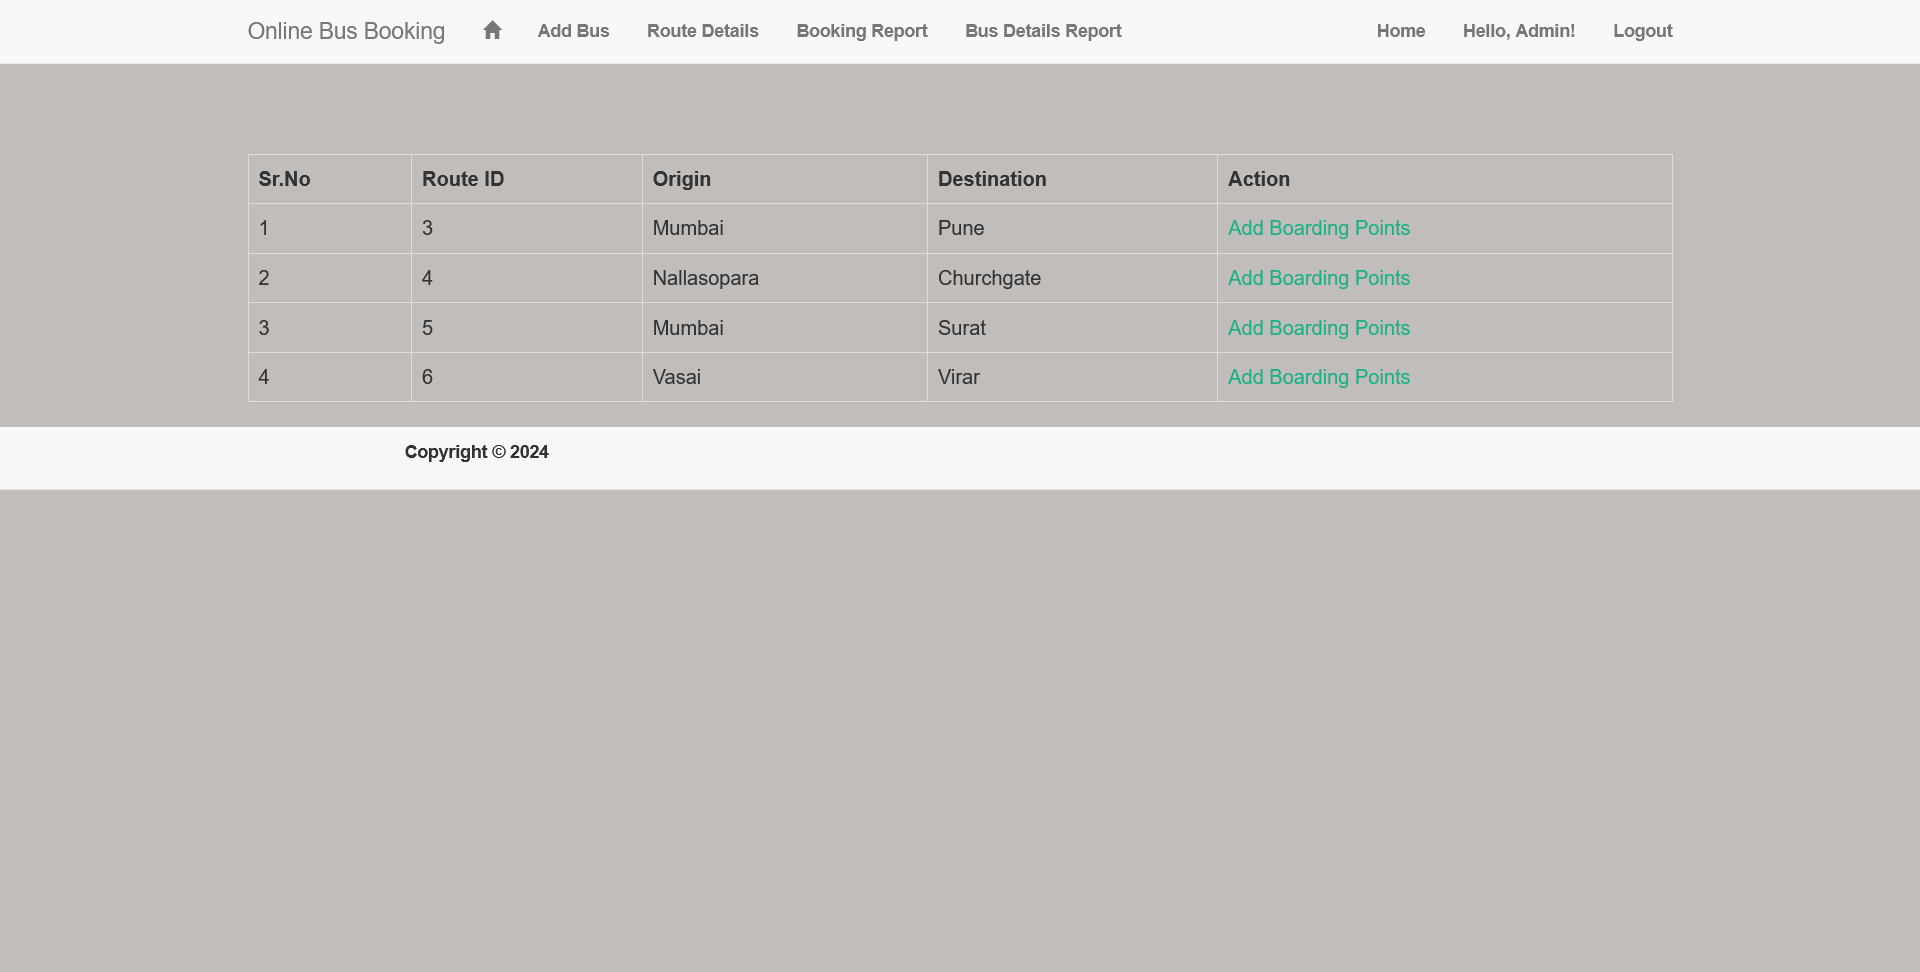 Online Bus Booking Add Bus Route Details Booking Report Bus Details Report Home Hello, Admin! Logout
Sr.No Route ID Origin Destination Action
1 3 Mumbai Pune Add Boarding Points
2 4 Nallasopara Churchgate Add Boarding Points
3 5 Mumbai Surat Add Boarding Points
4 6 Vasai Virar Add Boarding Points
Copyright © 2024